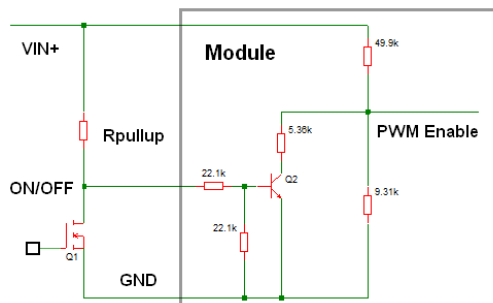 VIN+
Module
49.9k
Rpullup
5.36k
PWM Enable
ON/OFF
22.1k
Q2
9.31k
22.1k
Q1
GND